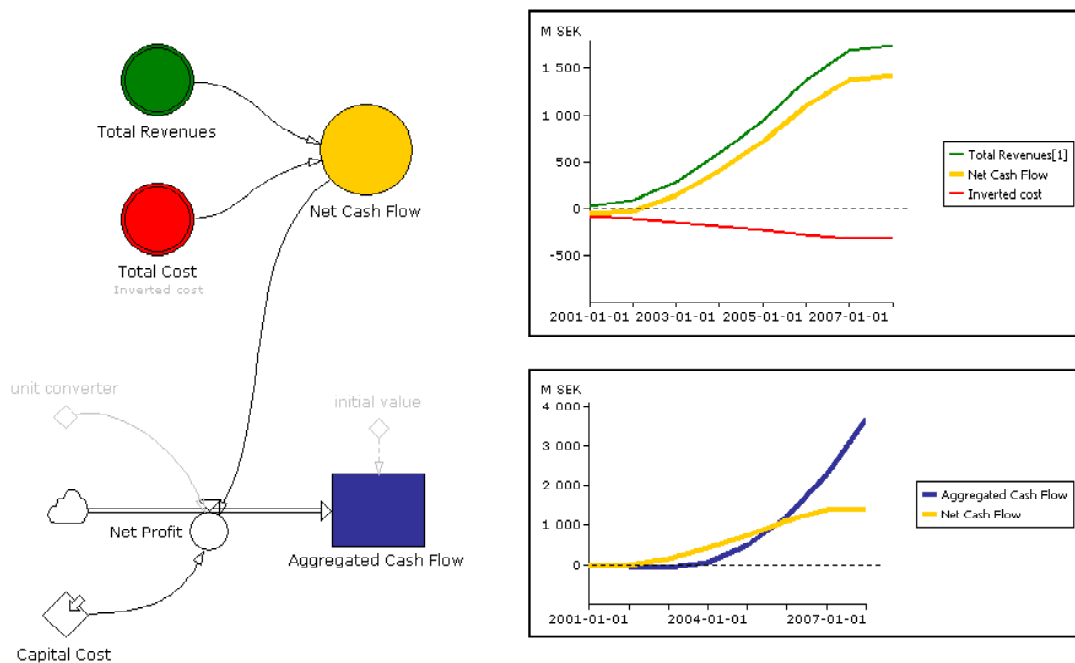 Total Revenues
Net Cash Flow
Total Cost
Inverted cost
unit converter
initial value
Net Profit
Aggregated Cash Flow
Capital Cost
M SEK
1 500
1 000
500
0
-500
2001-01-01 2003-01-01 2005-01-01 2007-01-01
Total Revenues[1]
Net Cash Flow
Inverted cost
M SEK
4 000
3 000
2 000
1 000
0
2001-01-01 2004-01-01 2007-01-01
Aggregated Cash Flow
Net Cash Flow